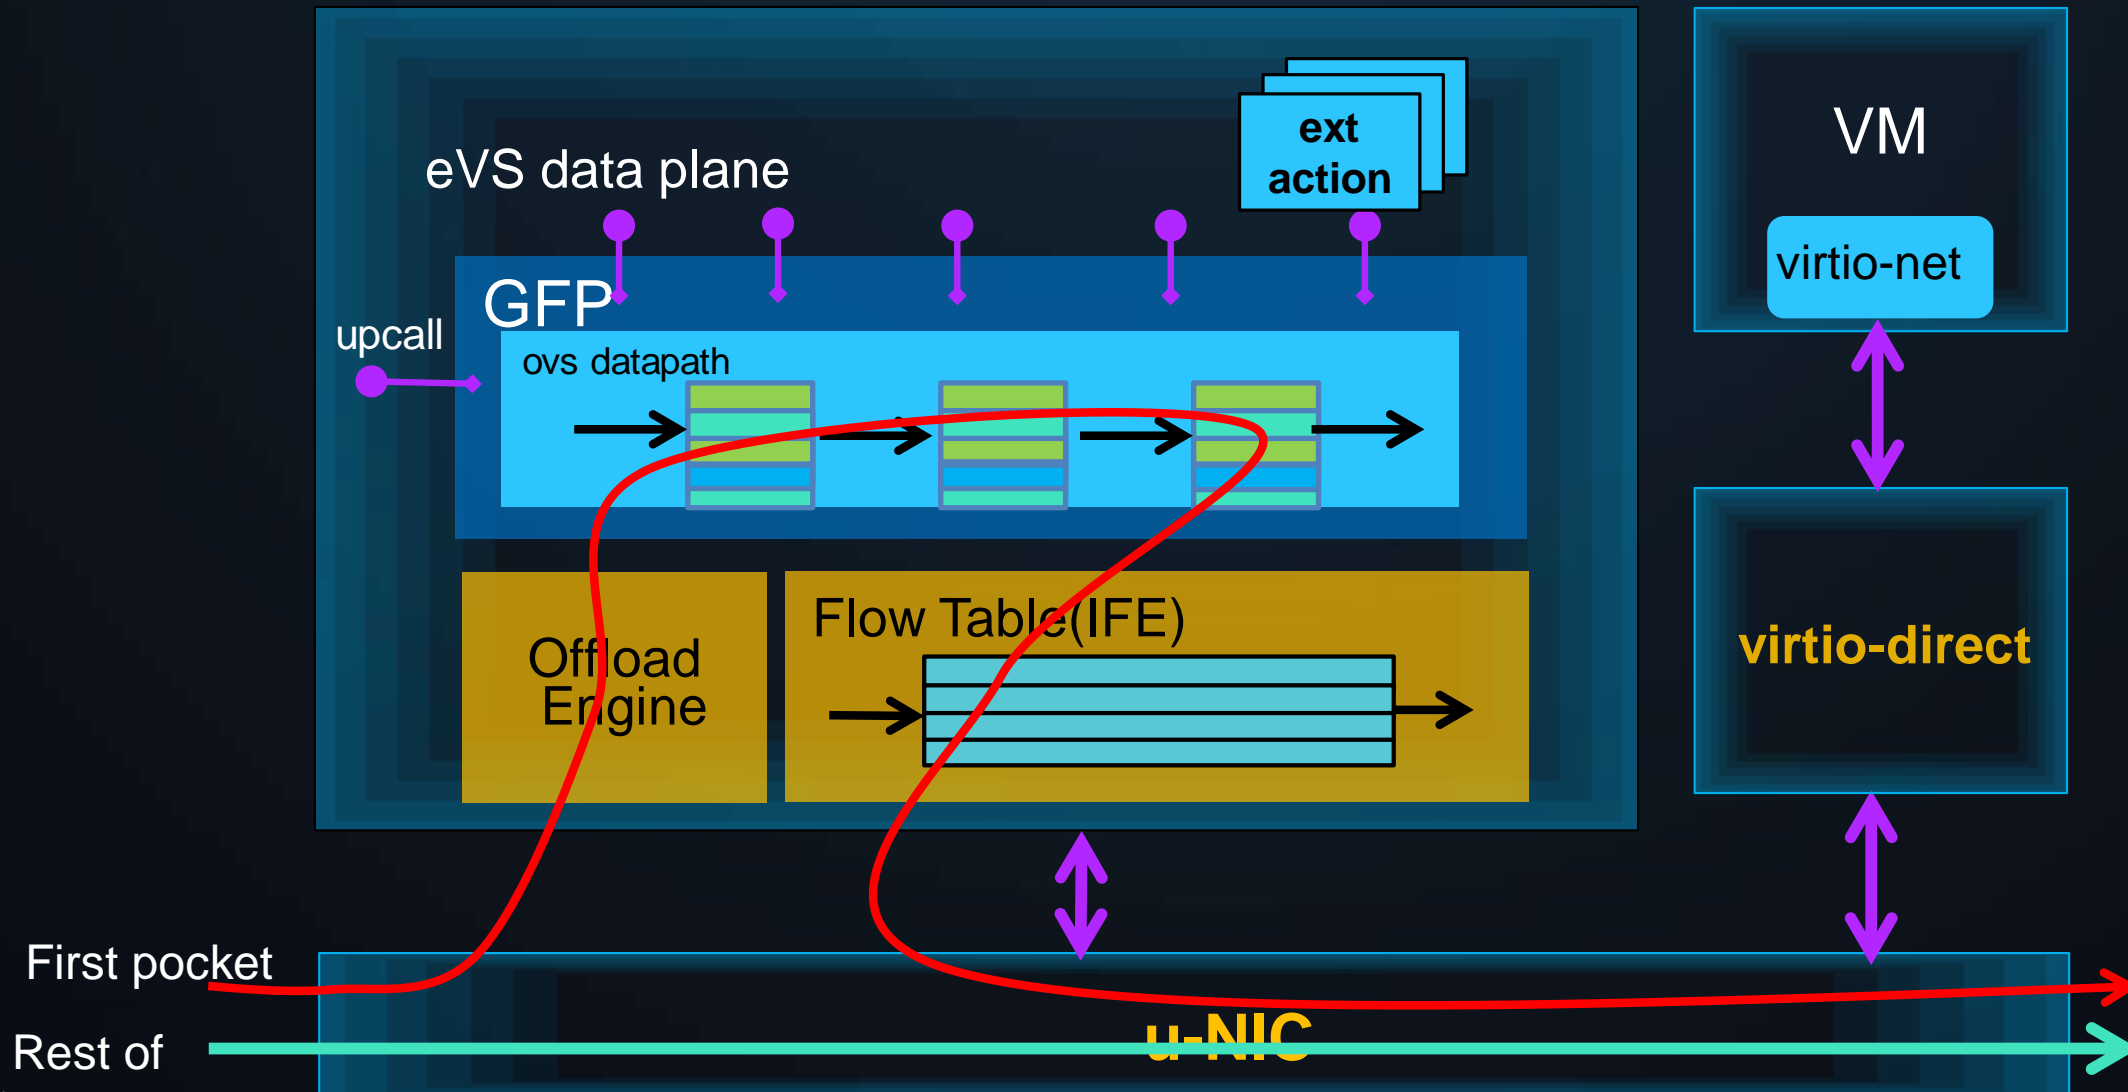 eVS data plane
ext
action
VM
virtio-net
GFP
upcall
ovs datapath
Offload
Engine
Flow Table(IFE)
virtio-direct
First pocket
Rest of
u-NIC